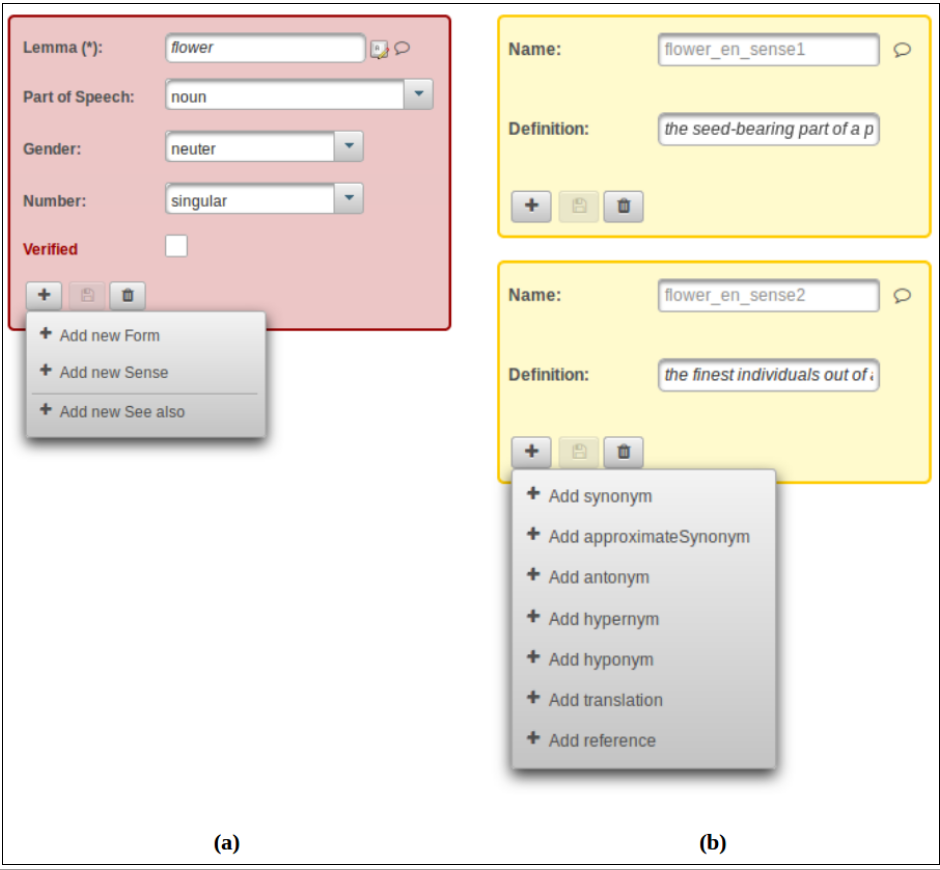 Lemma (*): flower
Part of Speech: noun
Gender: neuter
Number: singular
Verified
Add new Form
Add new Sense
Add new See also
(a)
Name: flower_en_sense1
Definition: the seed-bearing part of a p
Name: flower_en_sense2
Definition: the finest individuals out of
Add synonym
Add approximateSynonym
Add antonym
Add hypernym
Add hyponym
Add translation
Add reference
(b)